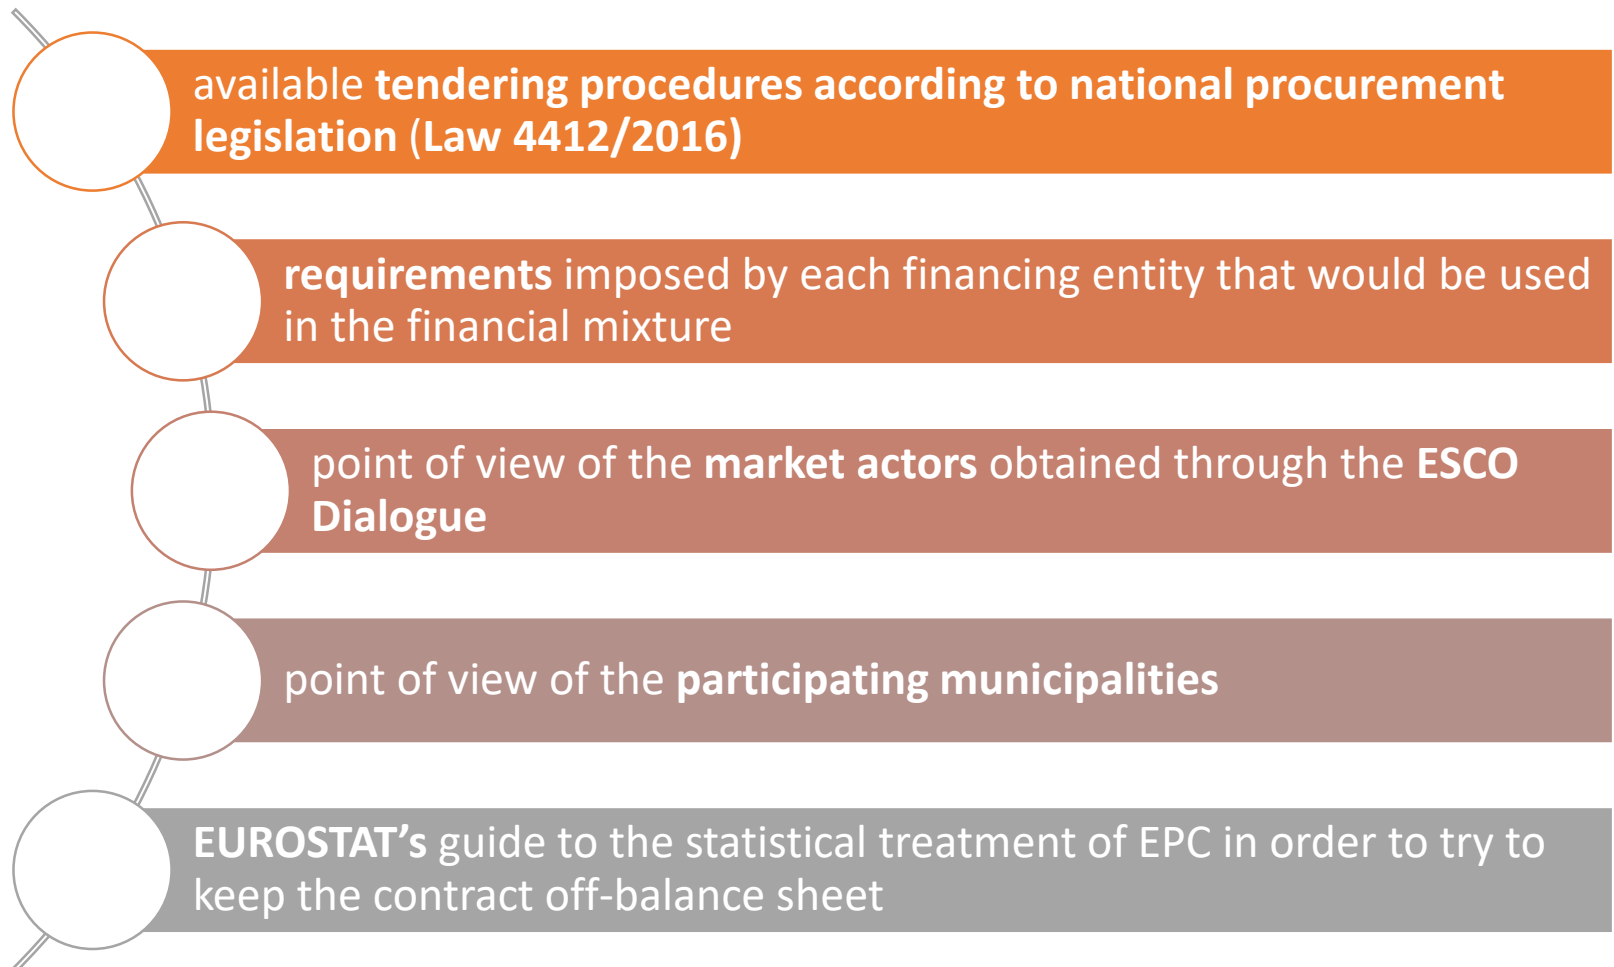 available tendering procedures according to national procurement
legislation (Law 4412/2016)
requirements imposed by each financing entity that would be used
in the financial mixture
point of view of the market actors obtained through the ESCO
Dialogue
point of view of the participating municipalities
EUROSTAT’s guide to the statistical treatment of EPC in order to try to
keep the contract off-balance sheet